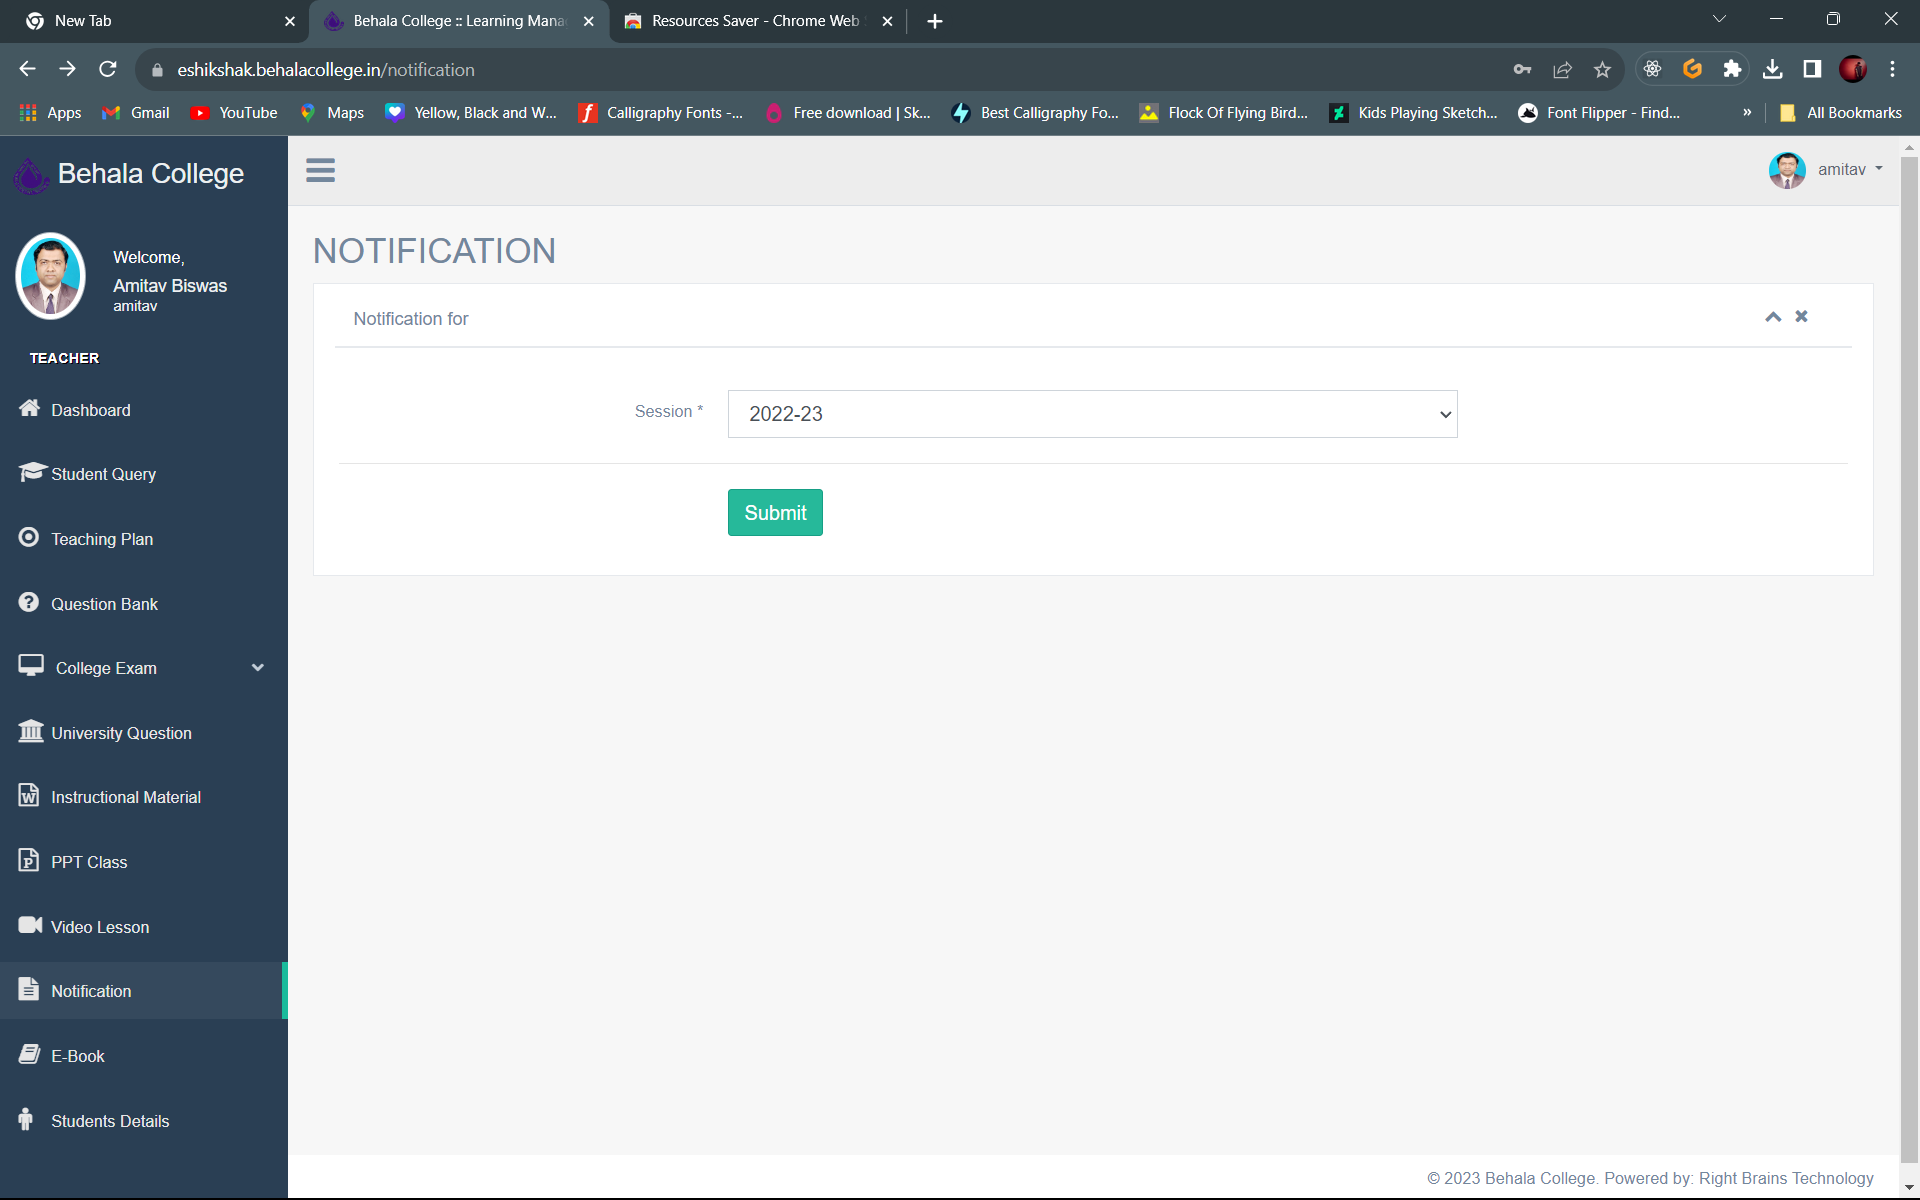 New Tab
Behala College :: Learning Mana
Resources Saver - Chrome Web
eshikshak.behalacollege.in/notification
Apps
Gmail
YouTube
Maps
Yellow, Black and W...
Calligraphy Fonts -...
Free download | Sk...
Best Calligraphy Fo...
Flock Of Flying Bird...
Kids Playing Sketch...
Font Flipper - Find...
»
All Bookmarks
Behala College
amitav
Welcome,
Amitav Biswas
amitav
TEACHER
Dashboard
Student Query
Teaching Plan
Question Bank
College Exam
University Question
Instructional Material
PPT Class
Video Lesson
Notification
E-Book
Students Details
NOTIFICATION
Notification for
Session *
2022-23
Submit
© 2023 Behala College. Powered by: Right Brains Technology